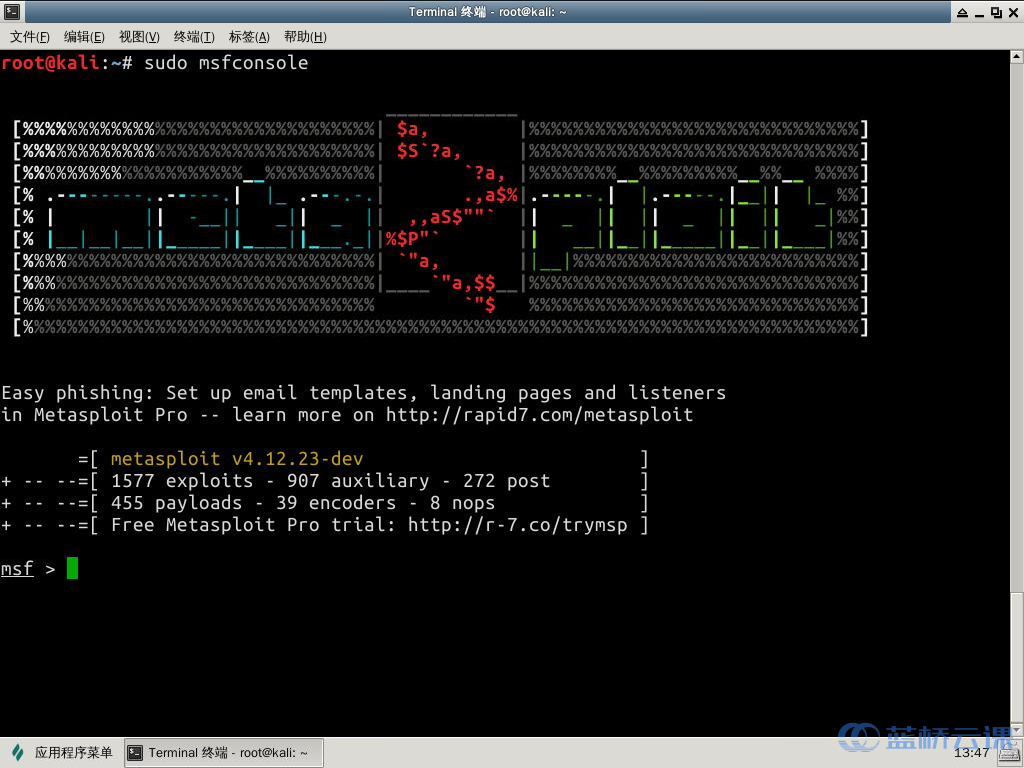 Terminal 终端 - root@kali: ~
文件(F) 编辑(E) 视图(V) 终端(T) 标签(A) 帮助(H)
root@kali:~# sudo msfconsole
metasploit
Easy phishing: Set up email templates, landing pages and listeners
in Metasploit Pro -- learn more on http://rapid7.com/metasploit
=[ metasploit v4.12.23-dev ]
+ -- --=[ 1577 exploits - 907 auxiliary - 272 post ]
+ -- --=[ 455 payloads - 39 encoders - 8 nops ]
+ -- --=[ Free Metasploit Pro trial: http://r-7.co/trymsp ]
msf >
蓝桥云课
应用程序菜单 Terminal 终端 - root@kali: ~ 13:47